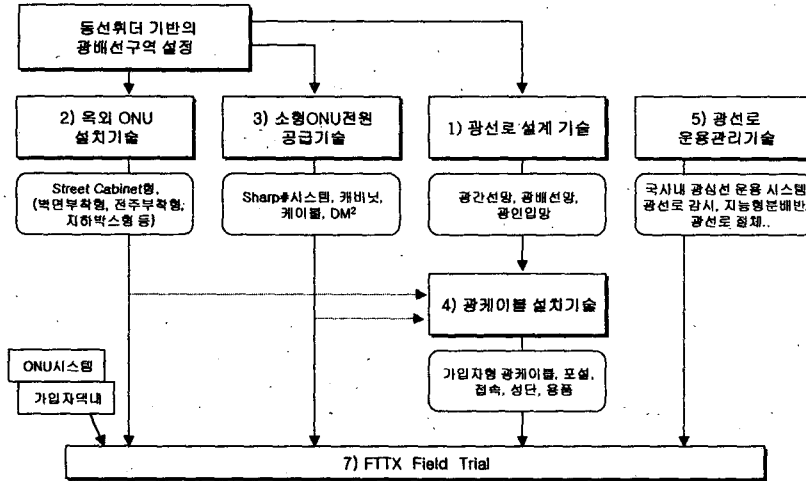 동선휘더 기반의
광배선구역 설정
2) 옥외 ONU
설치기술
3) 소형ONU전원
공급기술
1) 광선로 설계 기술
5) 광선로
운용관리기술
Street Cabinet형,
(벽면부착형, 전주부착형,
지하박스형 등)
Sharp#시스템, 캐비닛,
케이블, DM²
광간선망, 광배선망,
광인입망
국사내 광심선 운용 시스템
광선로 감시, 지능형분배반
광선로 절체..
4) 광케이블 설치기술
ONU시스템
가입자댁내
가입자형 광케이블, 포설,
접속, 성단, 용품
7) FTTX Field Trial